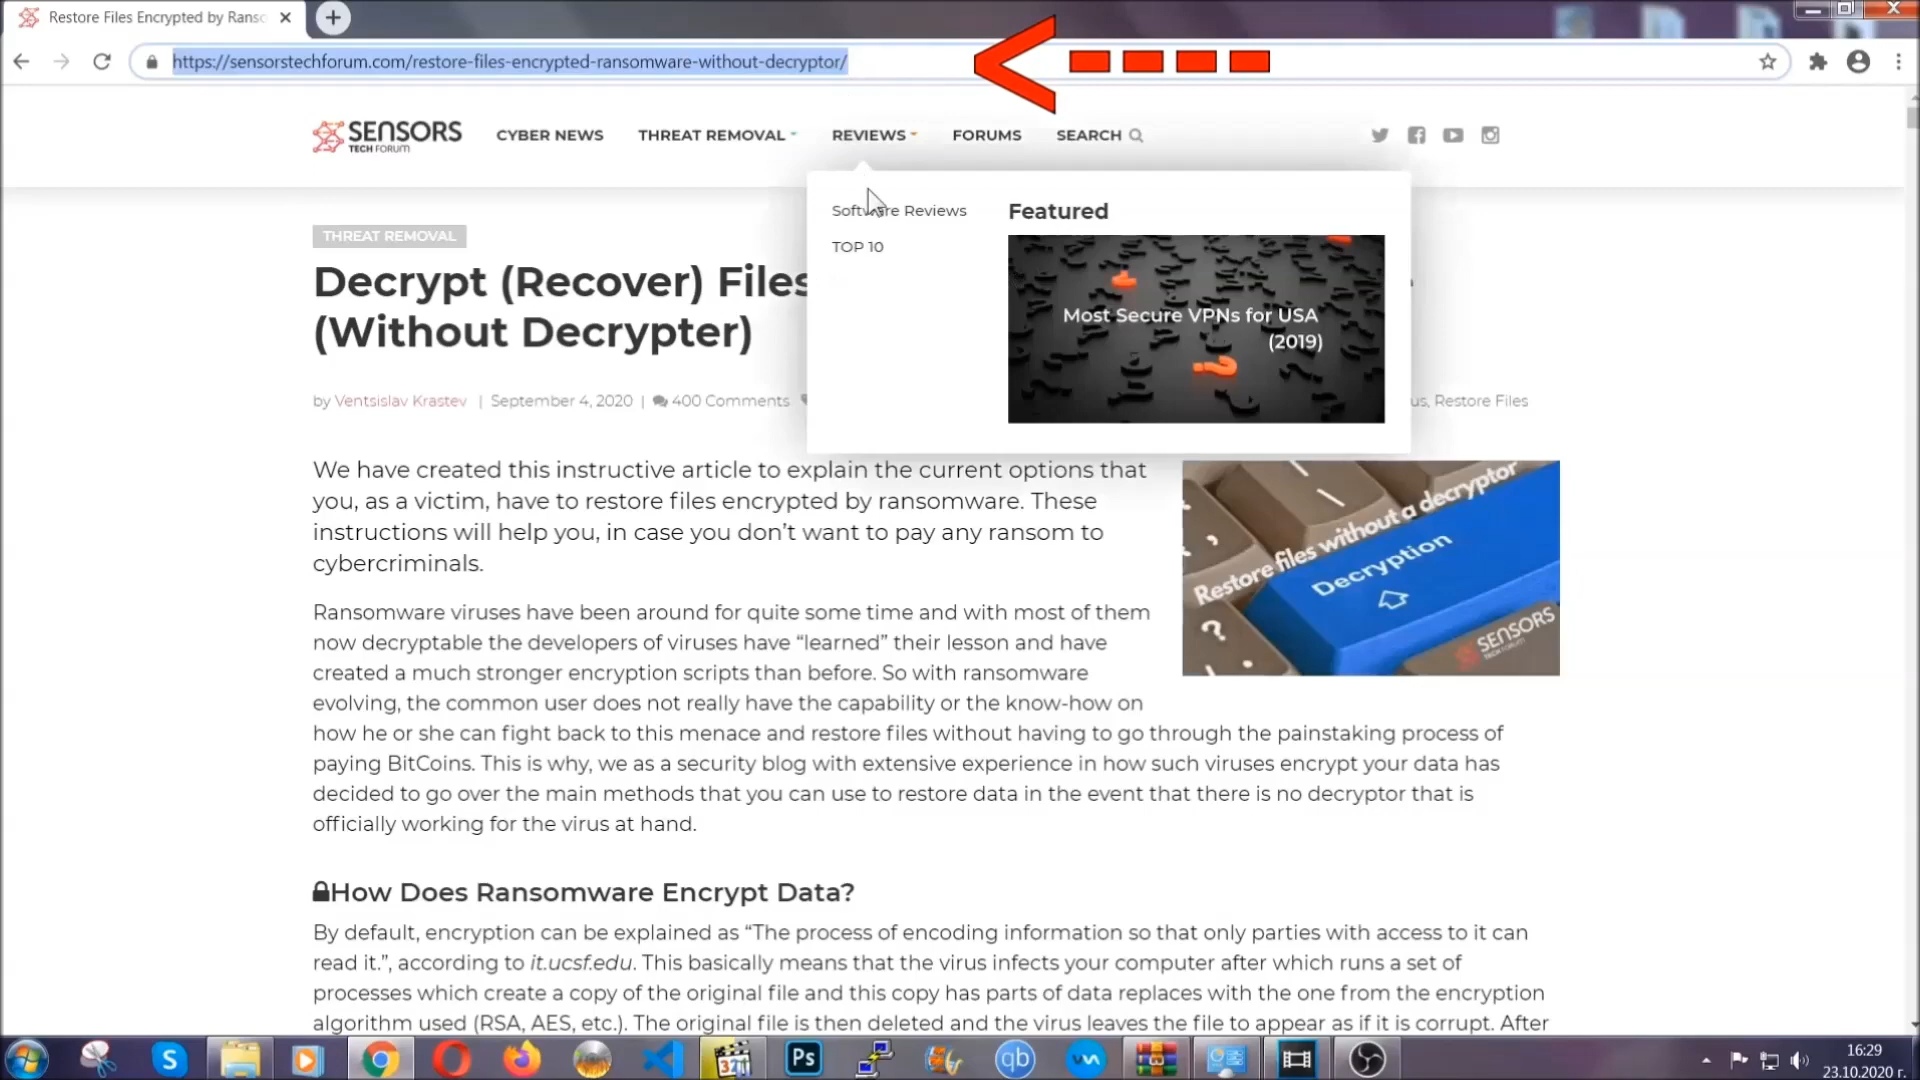 Restore Files Encrypted by Ranso
https://sensorstechforum.com/restore-files-encrypted-ransomware-without-decryptor/
SENSORS
TECH FORUM
CYBER NEWS
THREAT REMOVAL
REVIEWS
FORUMS
SEARCH
Software Reviews
TOP 10
Featured
Most Secure VPNs for USA
(2019)
THREAT REMOVAL
Decrypt (Recover) Files
(Without Decrypter)
by Ventsislav Krastev | September 4, 2020 | 400 Comments
us, Restore Files
We have created this instructive article to explain the current options that
you, as a victim, have to restore files encrypted by ransomware. These
instructions will help you, in case you don’t want to pay any ransom to
cybercriminals.
Restore files without a decryptor
Decryption
SENSORS
Ransomware viruses have been around for quite some time and with most of them
now decryptable the developers of viruses have “learned” their lesson and have
created a much stronger encryption scripts than before. So with ransomware
evolving, the common user does not really have the capability or the know-how on
how he or she can fight back to this menace and restore files without having to go through the painstaking process of
paying BitCoins. This is why, we as a security blog with extensive experience in how such viruses encrypt your data has
decided to go over the main methods that you can use to restore data in the event that there is no decryptor that is
officially working for the virus at hand.
How Does Ransomware Encrypt Data?
By default, encryption can be explained as “The process of encoding information so that only parties with access to it can
read it.”, according to it.ucsf.edu. This basically means that the virus infects your computer after which runs a set of
processes which create a copy of the original file and this copy has parts of data replaces with the one from the encryption
algorithm used (RSA, AES, etc.). The original file is then deleted and the virus leaves the file to appear as if it is corrupt. After
S
321
Ps
qb
16:29
23.10.2020 г.